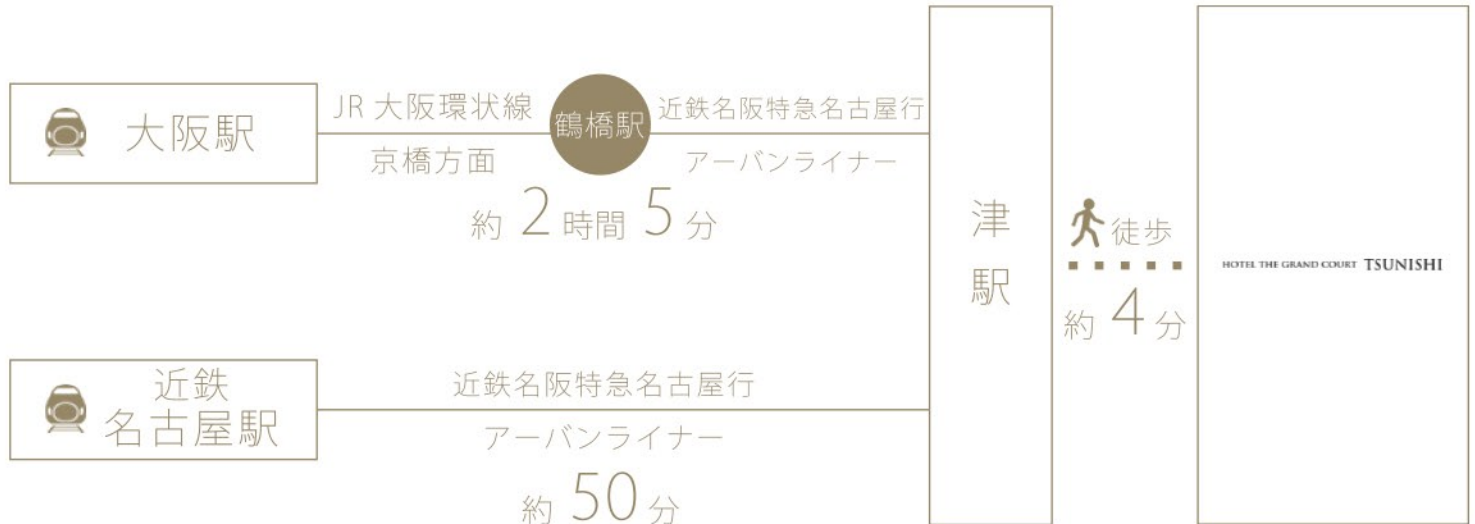 大阪駅
JR 大阪環状線
京橋方面
鶴橋駅
近鉄名阪特急名古屋行
アーバンライナー
約 2 時間 5 分
近鉄
名古屋駅
近鉄名阪特急名古屋行
アーバンライナー
約 50 分
津駅
徒歩
約 4 分
HOTEL THE GRAND COURT TSUNISHI